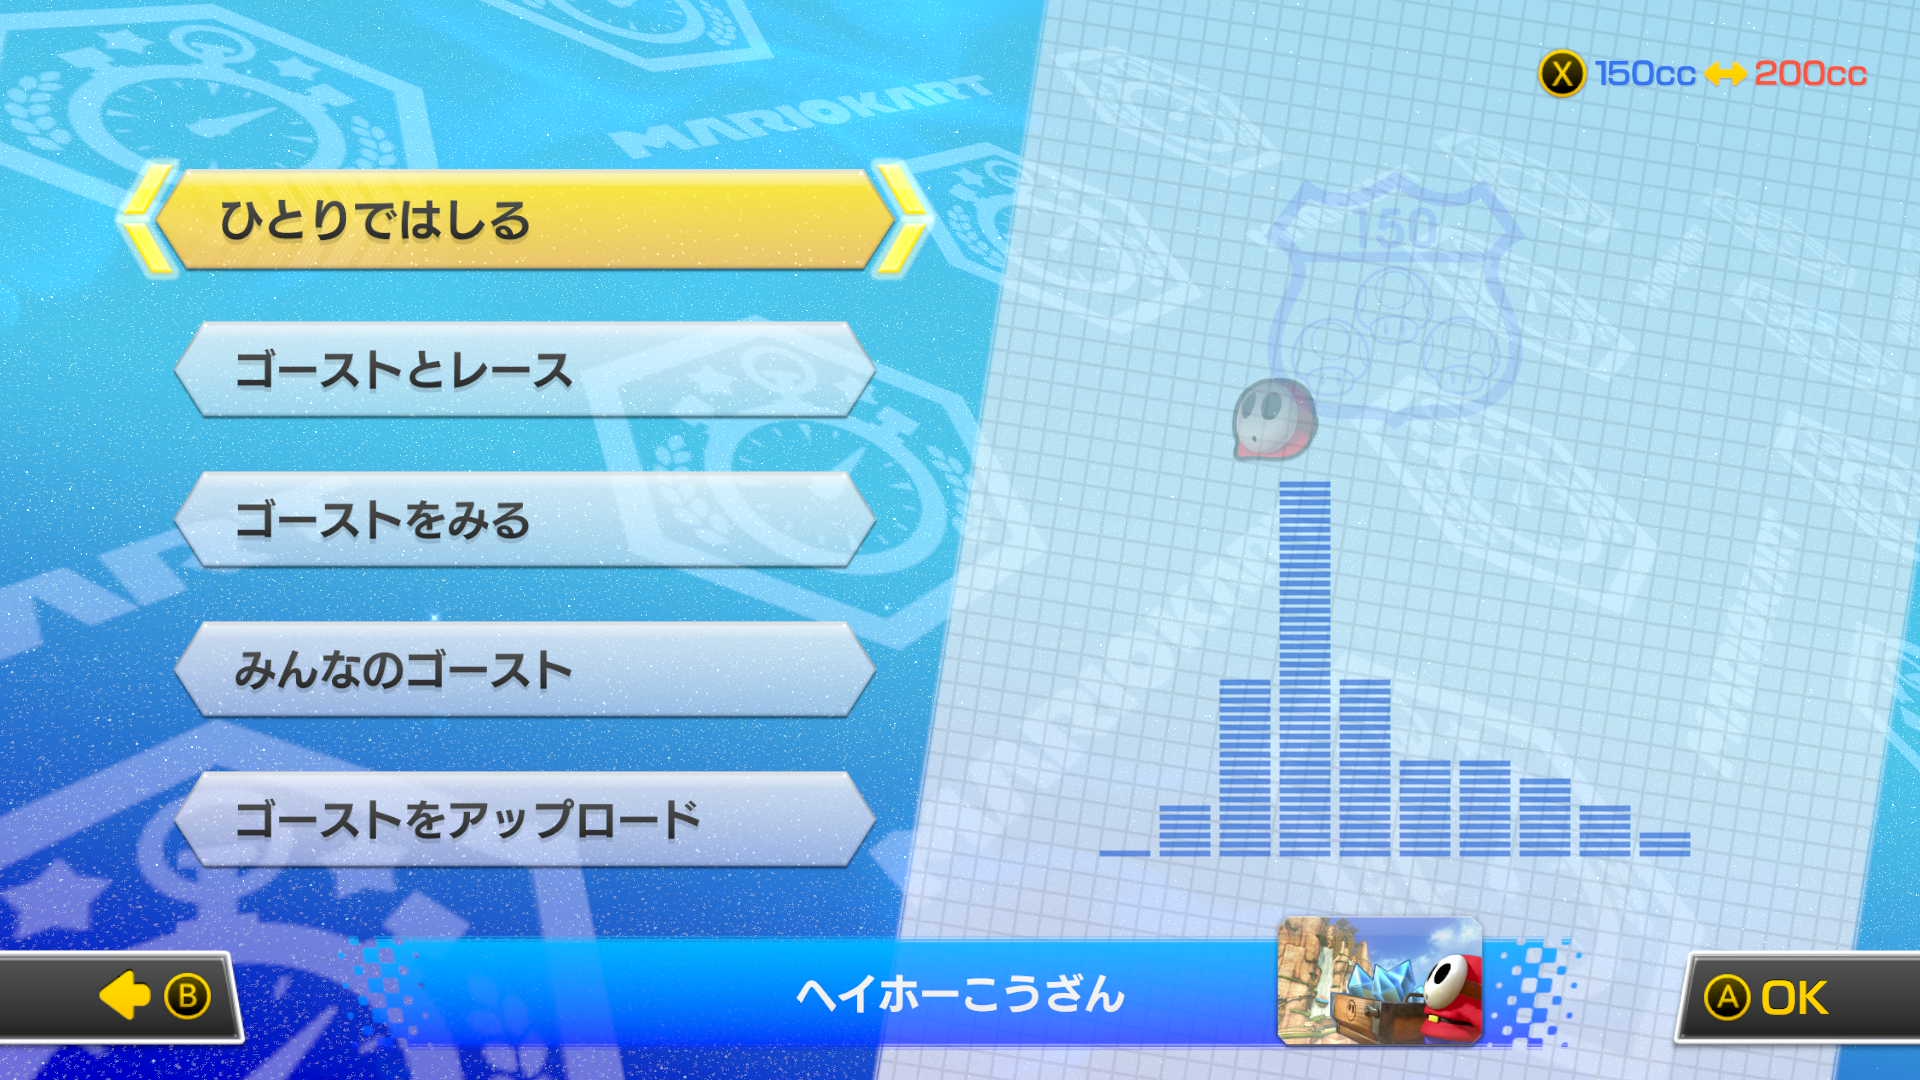 MARIOKART
150cc 200cc
X
150
ひとりではしる
ゴーストとレース
ゴーストをみる
みんなのゴースト
ゴーストをアップロード
B
ヘイホーこうざん
A OK